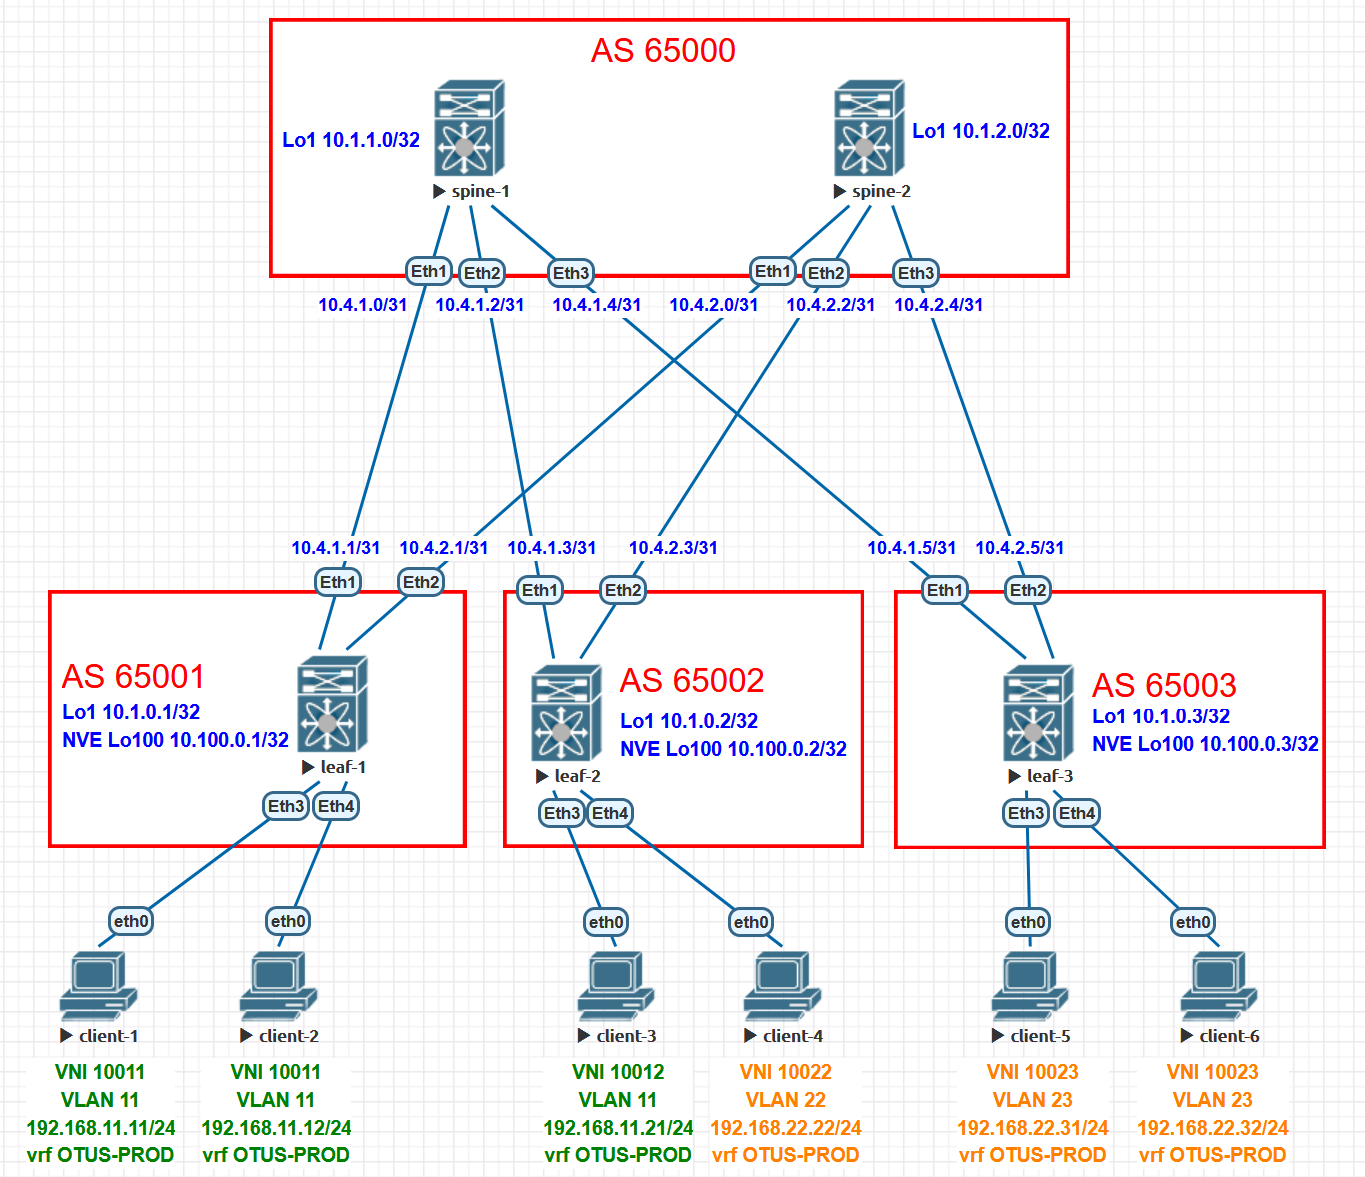 AS 65000
Lo1 10.1.1.0/32
Lo1 10.1.2.0/32
spine-1
spine-2
Eth1
Eth2
Eth3
Eth1
Eth2
Eth3
10.4.1.0/31
10.4.1.2/31
10.4.1.4/31
10.4.2.0/31
10.4.2.2/31
10.4.2.4/31
10.4.1.1/31
10.4.2.1/31
10.4.1.3/31
10.4.2.3/31
10.4.1.5/31
10.4.2.5/31
Eth1
Eth2
Eth1
Eth2
Eth1
Eth2
AS 65001
Lo1 10.1.0.1/32
NVE Lo100 10.100.0.1/32
leaf-1
AS 65002
Lo1 10.1.0.2/32
NVE Lo100 10.100.0.2/32
leaf-2
AS 65003
Lo1 10.1.0.3/32
NVE Lo100 10.100.0.3/32
leaf-3
Eth3
Eth4
Eth3
Eth4
Eth3
Eth4
eth0
eth0
eth0
eth0
eth0
eth0
client-1
client-2
client-3
client-4
client-5
client-6
VNI 10011
VLAN 11
192.168.11.11/24
vrf OTUS-PROD
VNI 10011
VLAN 11
192.168.11.12/24
vrf OTUS-PROD
VNI 10012
VLAN 11
192.168.11.21/24
vrf OTUS-PROD
VNI 10022
VLAN 22
192.168.22.22/24
vrf OTUS-PROD
VNI 10023
VLAN 23
192.168.22.31/24
vrf OTUS-PROD
VNI 10023
VLAN 23
192.168.22.32/24
vrf OTUS-PROD